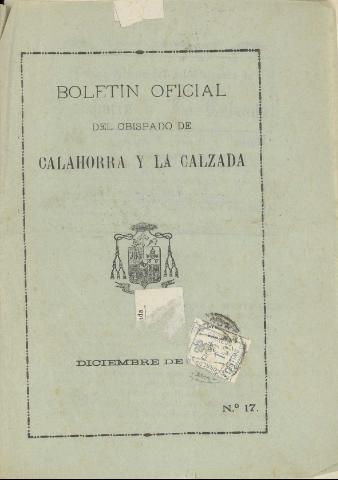 BOLETIN OFICIAL
DEL OBISPADO DE
CALAHORRA Y LA CALZADA
DICIEMBRE DE
N.º 17.